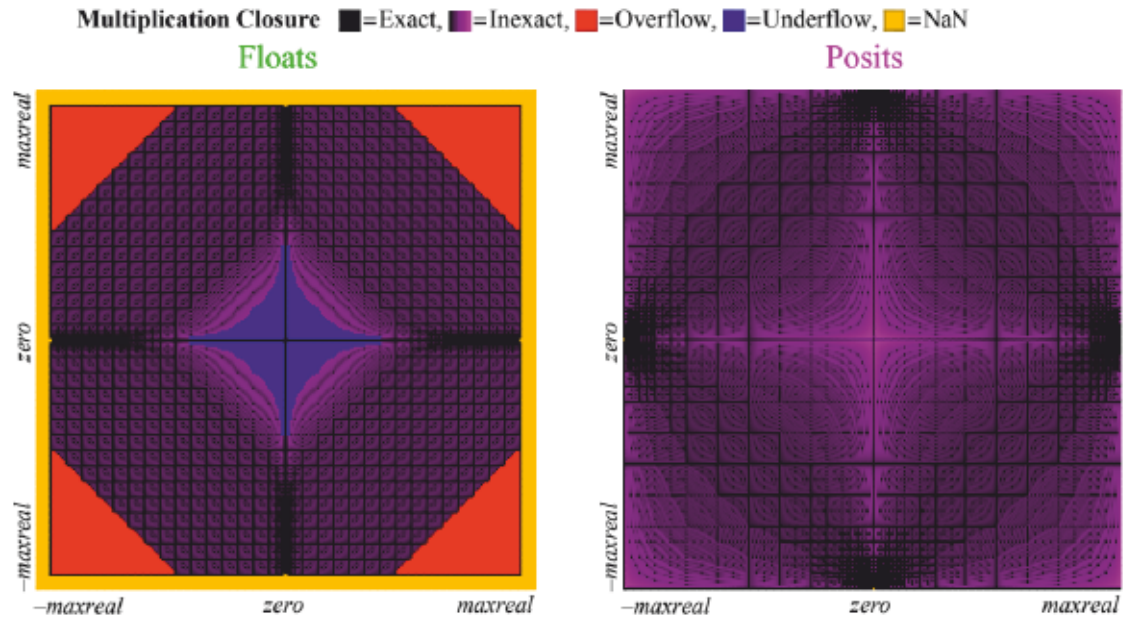 Multiplication Closure =Exact, =Inexact, =Overflow, =Underflow, =NaN
Floats
Posits
maxreal
zero
–maxreal
–maxreal zero maxreal
maxreal
zero
–maxreal
–maxreal zero maxreal